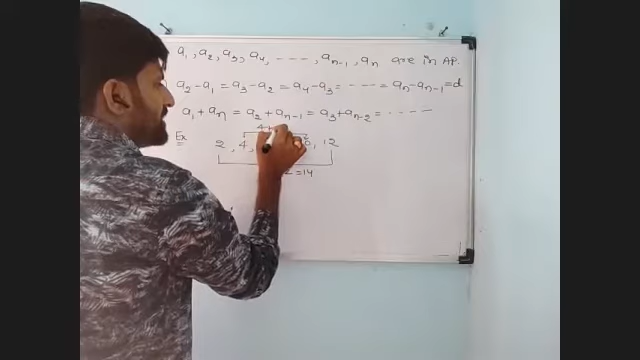 a₁, a₂, a₃, a₄, ----, aₙ₋₁, aₙ are in AP.
a₂ - a₁ = a₃ - a₂ = a₄ - a₃ = ---- = aₙ - aₙ₋₁ = d
a₁ + aₙ = a₂ + aₙ₋₁ = a₃ + aₙ₋₂ = -----
4+
Ex 2, 4, 12
= 14